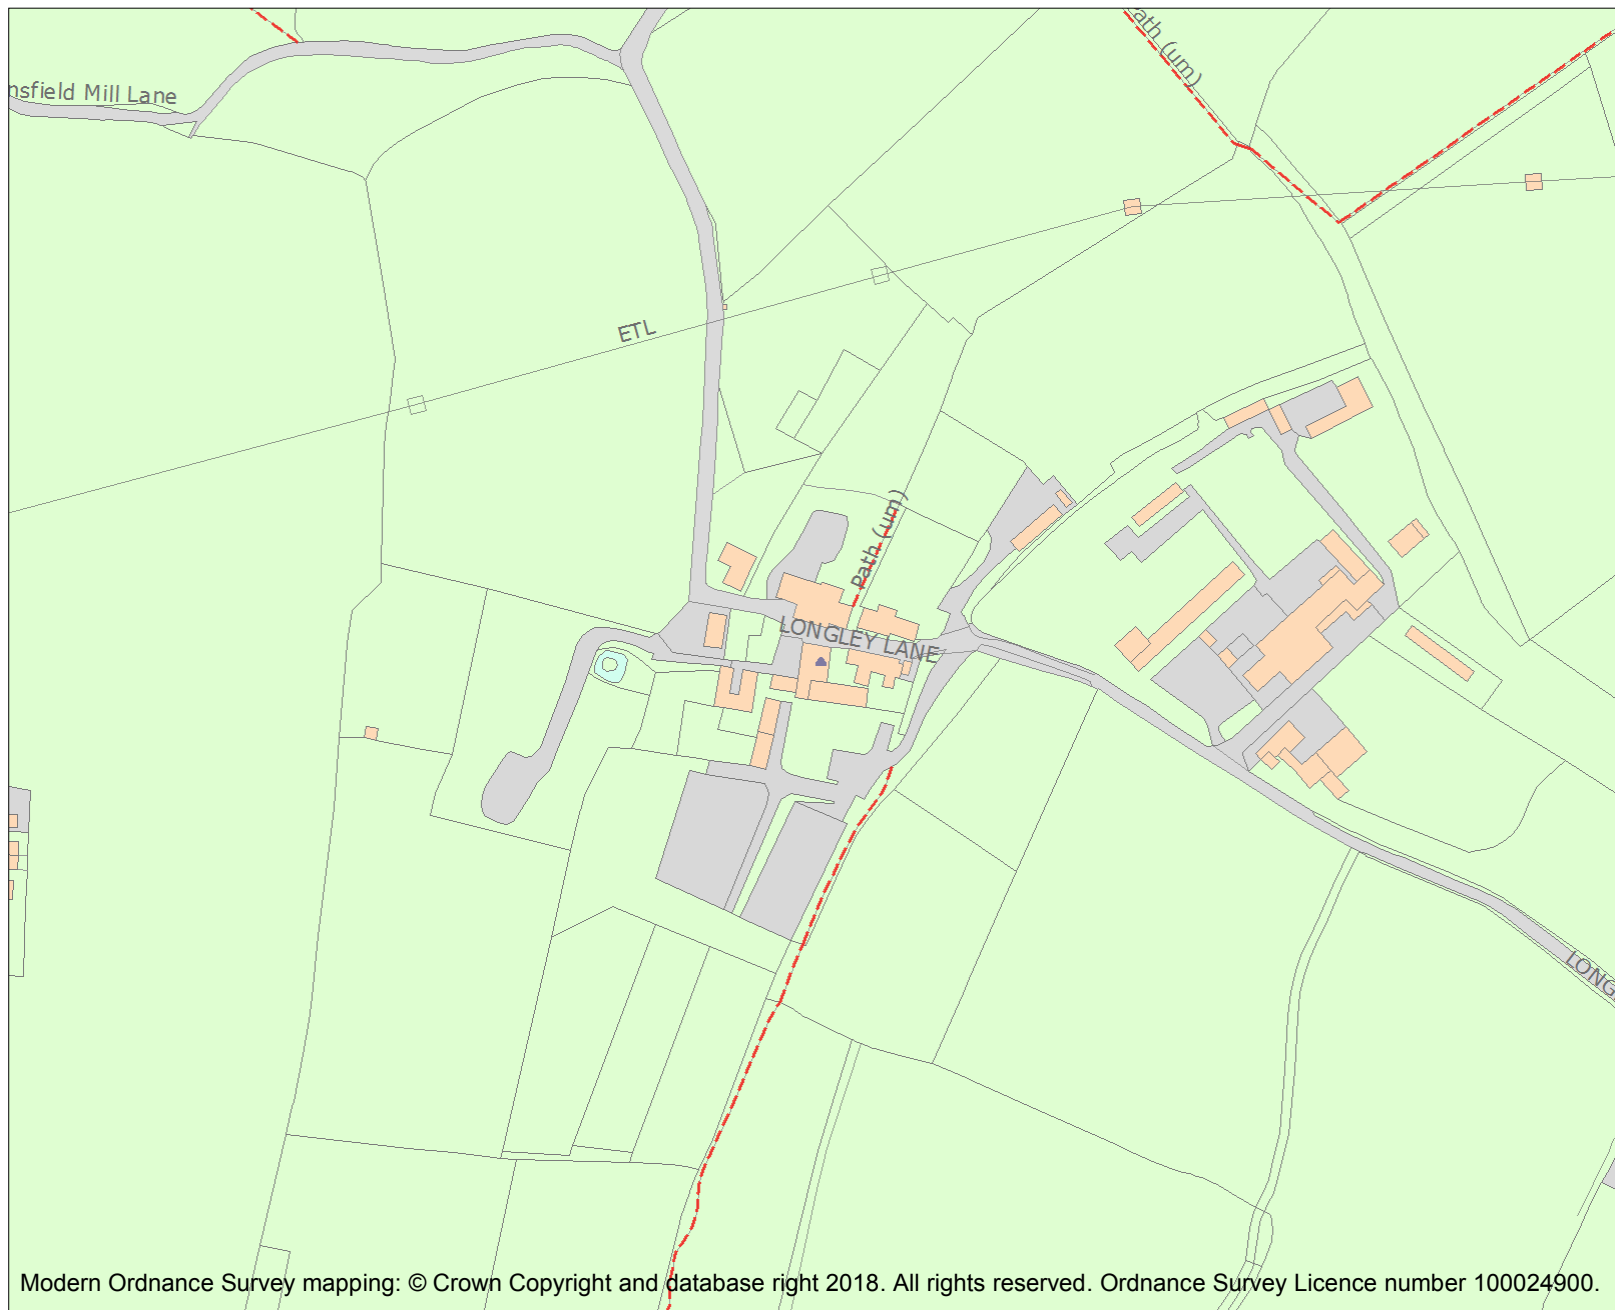 Path (um)
nsfield Mill Lane
ETL
Path (um)
LONGLEY LANE
LONG
Modern Ordnance Survey mapping: © Crown Copyright and database right 2018. All rights reserved. Ordnance Survey Licence number 100024900.